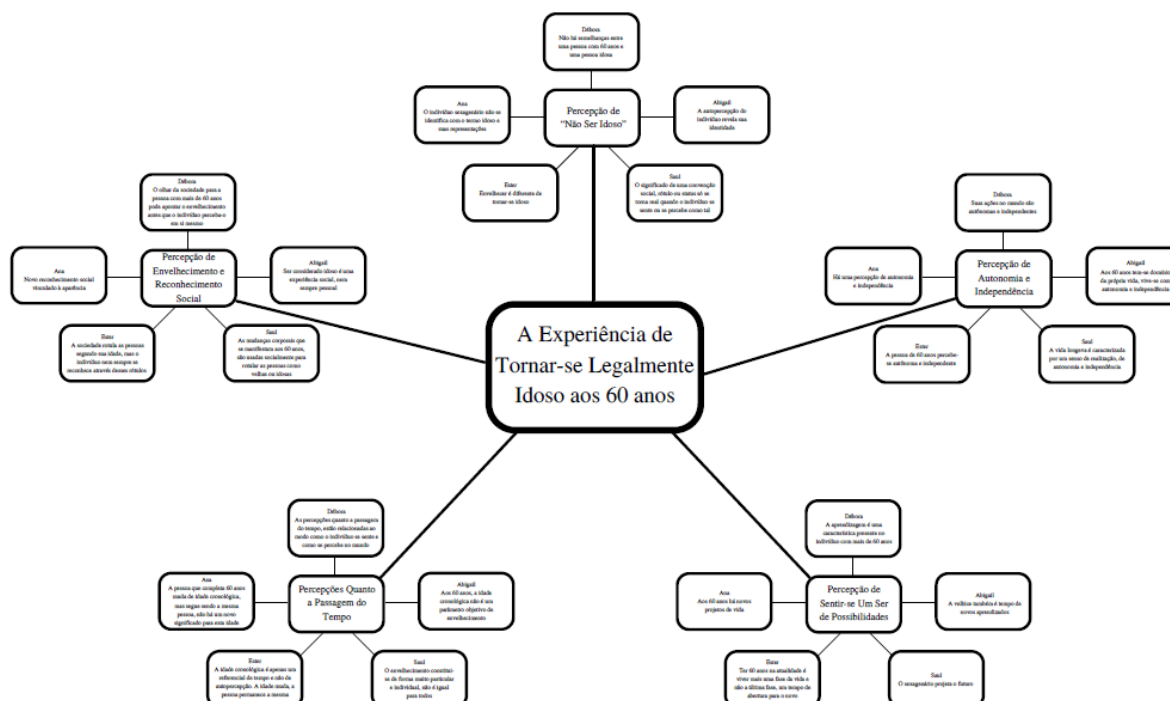 Débora
Não há semelhanças entre
uma pessoa com 60 anos e
uma pessoa idosa
Ana
O indivíduo sexagenário não se
identifica com o termo idoso e
suas representações
Percepção de
“Não Ser Idoso”
Abigail
A autopercepção do
indivíduo revela sua
identidade
Ester
Envelhecer é diferente de
tornar-se idoso
Saul
O significado de uma convenção
social, rótulo ou status só se
torna real quando o indivíduo se
sente ou se percebe como tal
Débora
O olhar da sociedade para a
pessoa com mais de 60 anos
pode apontar o envelhecimento
antes que o indivíduo perceba-o
em si mesmo
Ana
Novo reconhecimento social
vinculado à aparência
Percepção de
Envelhecimento e
Reconhecimento
Social
Abigail
Ser considerado idoso é uma
experiência social, nem
sempre pessoal
Ester
A sociedade rotula as pessoas
segundo sua idade, mas o
indivíduo nem sempre se
reconhece através desses rótulos
Saul
As mudanças corporais que
se manifestam aos 60 anos,
são usadas socialmente para
rotular as pessoas como
velhas ou idosas
Débora
Suas ações no mundo são
autônomas e independentes
Ana
Há uma percepção de autonomia
e independência
Percepção de
Autonomia e
Independência
Abigail
Aos 60 anos tem-se domínio
da própria vida, vive-se com
autonomia e independência
Ester
A pessoa de 60 anos percebe-
se autônoma e independente
Saul
A vida longeva é caracterizada
por um senso de realização, de
autonomia e independência
A Experiência de
Tornar-se Legalmente
Idoso aos 60 anos
Débora
As percepções quanto a passagem
do tempo, estão relacionadas ao
modo como o indivíduo se sente e
como se percebe no mundo
Ana
A pessoa que completa 60 anos
muda de idade cronológica,
mas segue sendo a mesma
pessoa, não há um novo
significado para esta idade
Percepções Quanto
a Passagem do
Tempo
Abigail
Aos 60 anos, a idade
cronológica não é um
parâmetro objetivo de
envelhecimento
Ester
A idade cronológica é apenas um
referencial de tempo e não de
autopercepção. A idade muda, a
pessoa permanece a mesma
Saul
O envelhecimento constitui-
se de forma muito particular
e individual, não é igual
para todos
Débora
A aprendizagem é uma
característica presente no
indivíduo com mais de 60 anos
Ana
Aos 60 anos há novos
projetos de vida
Percepção de
Sentir-se Um Ser
de Possibilidades
Abigail
A velhice também é tempo de
novos aprendizados
Ester
Ter 60 anos na atualidade é
viver mais uma fase da vida e
não a última fase, um tempo de
abertura para o novo
Saul
O sexagenário projeta o futuro